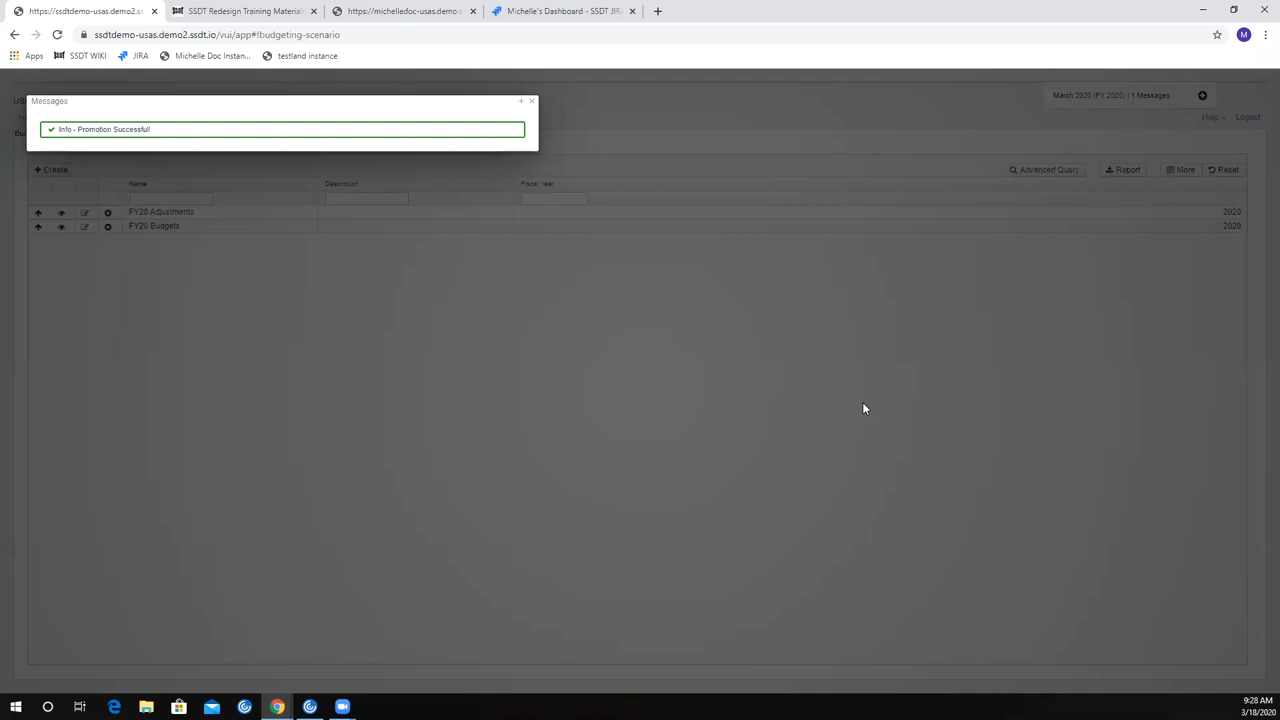 https://ssdtdemo-usas.demo2.ss
SSDT Redesign Training Material
https://michelledoc-usas.demo.
Michelle's Dashboard - SSDT JIR
ssdtdemo-usas.demo2.ssdt.io/vui/app#!budgeting-scenario
M
Apps
SSDT WIKI
JIRA
Michelle Doc Instan...
testland instance
Messages
Info - Promotion Successful!
March 2020 (FY 2020) | 1 Messages
Help
Logout
Create
Advanced Query
Report
More
Reset
Name
Description
Fiscal Year
FY20 Adjustments
2020
FY20 Budgets
2020
9:28 AM
3/18/2020